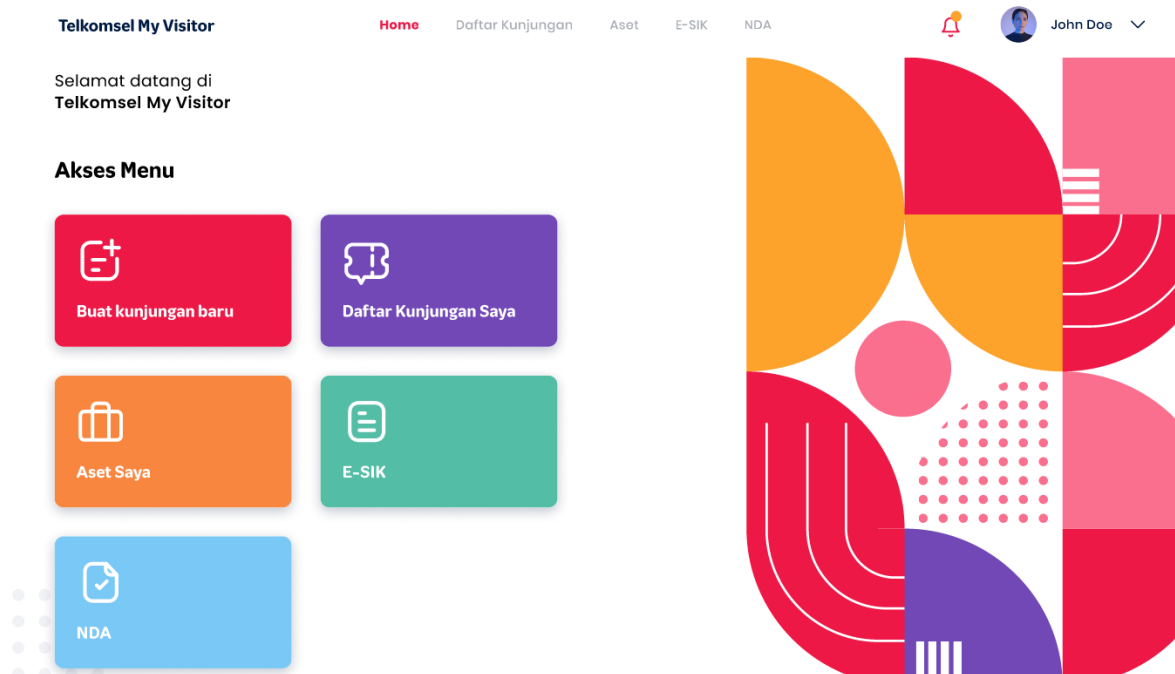 Telkomsel My Visitor
Home Daftar Kunjungan Aset E-SIK NDA
John Doe
Selamat datang di
Telkomsel My Visitor
Akses Menu
Buat kunjungan baru
Daftar Kunjungan Saya
Aset Saya
E-SIK
NDA